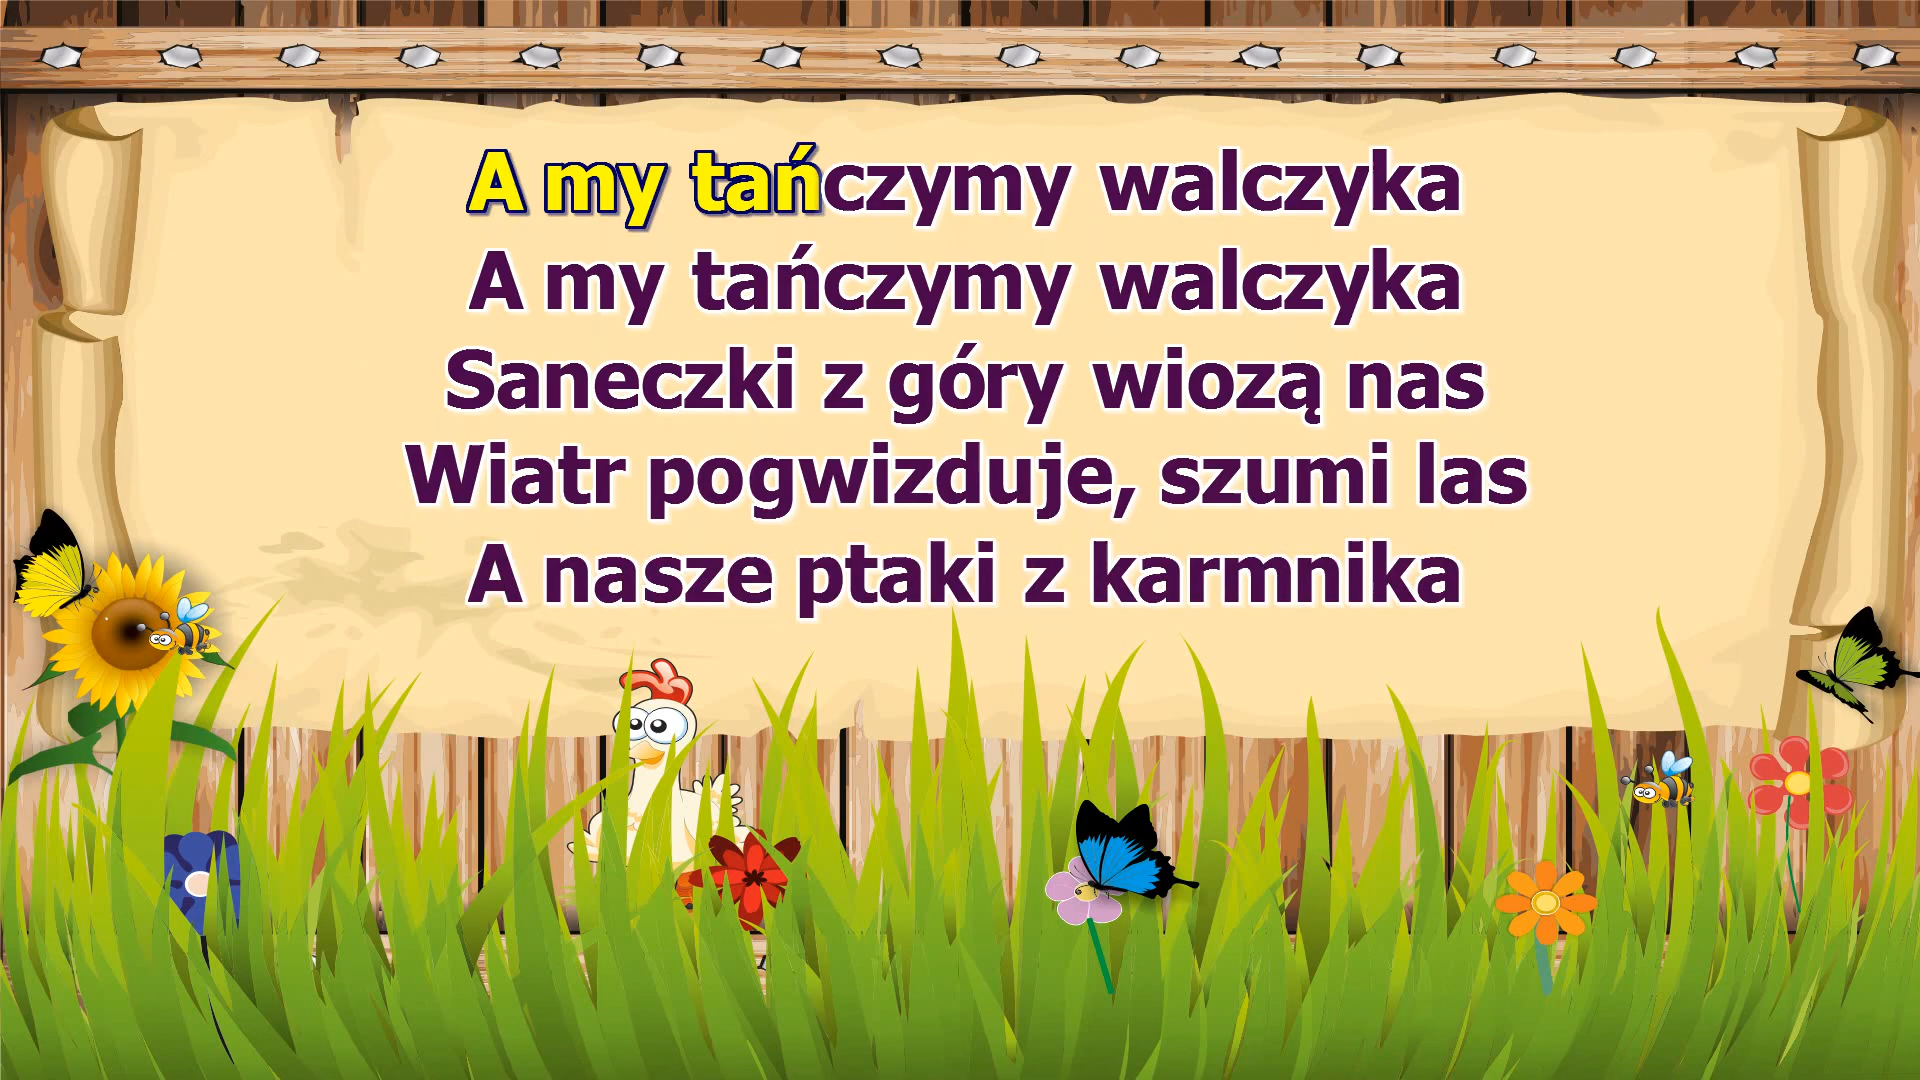 A my tańczymy walczyka
A my tańczymy walczyka
Saneczki z góry wiozą nas
Wiatr pogwizduje, szumi las
A nasze ptaki z karmnika